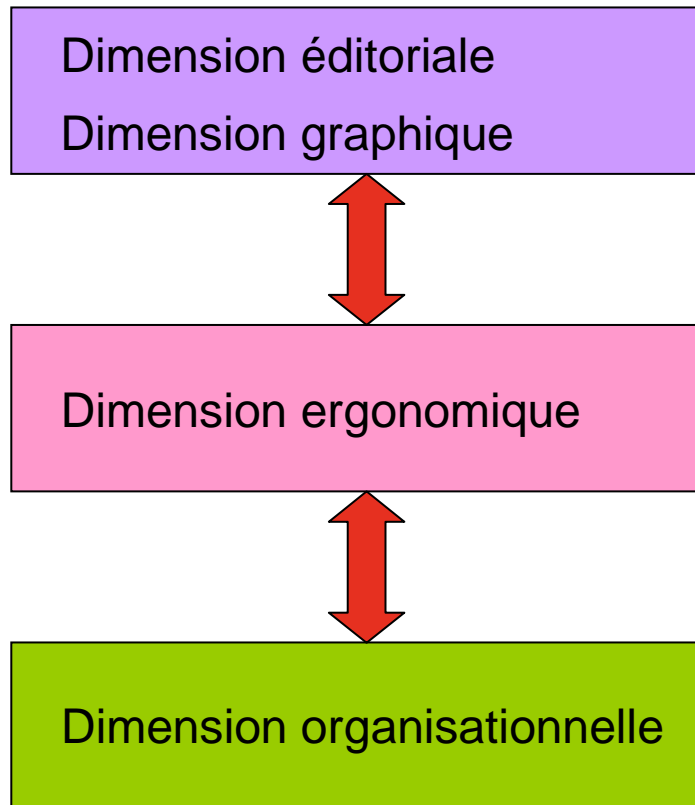 Dimension éditoriale
Dimension graphique
Dimension ergonomique
Dimension organisationnelle